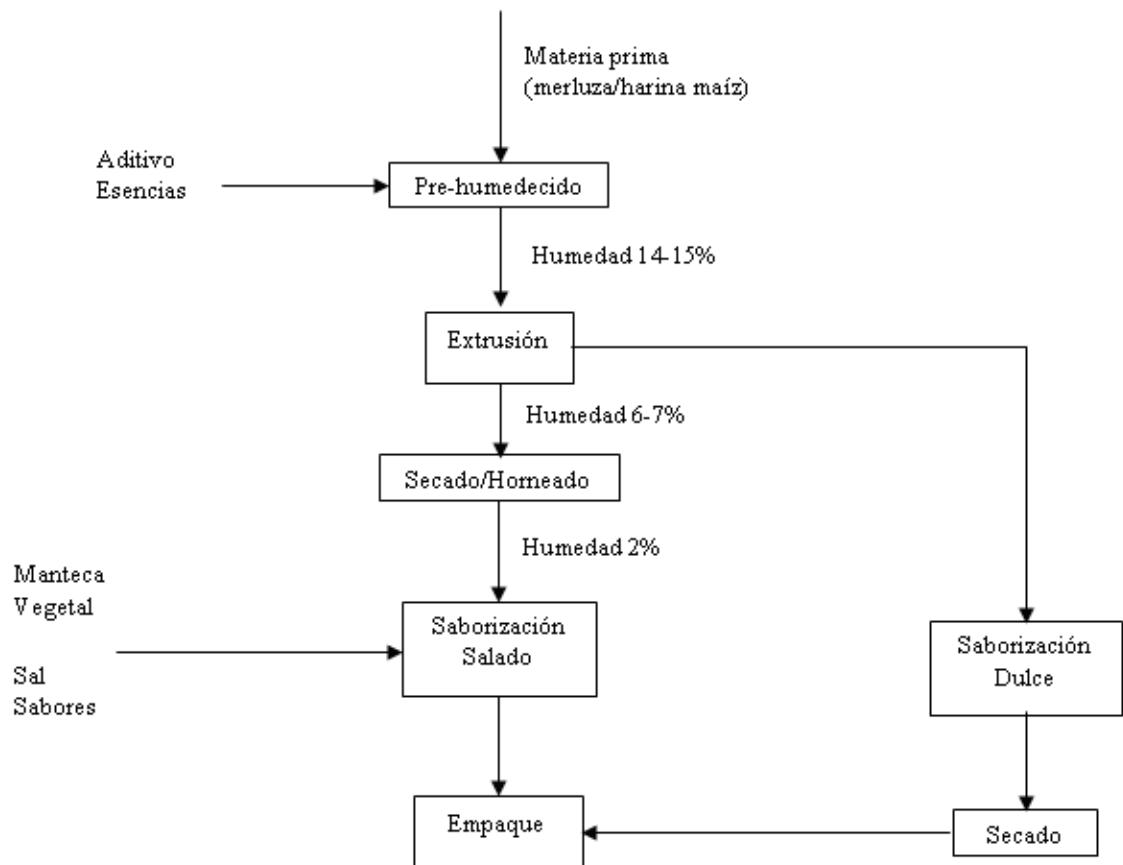 Materia prima
(merluza/harina maíz)
Aditivo
Esencias
Pre-humedecido
Humedad 14-15%
Extrusión
Humedad 6-7%
Secado/Horneado
Humedad 2%
Manteca
Vegetal
Sal
Sabores
Saborización
Salado
Saborización
Dulce
Empaque
Secado